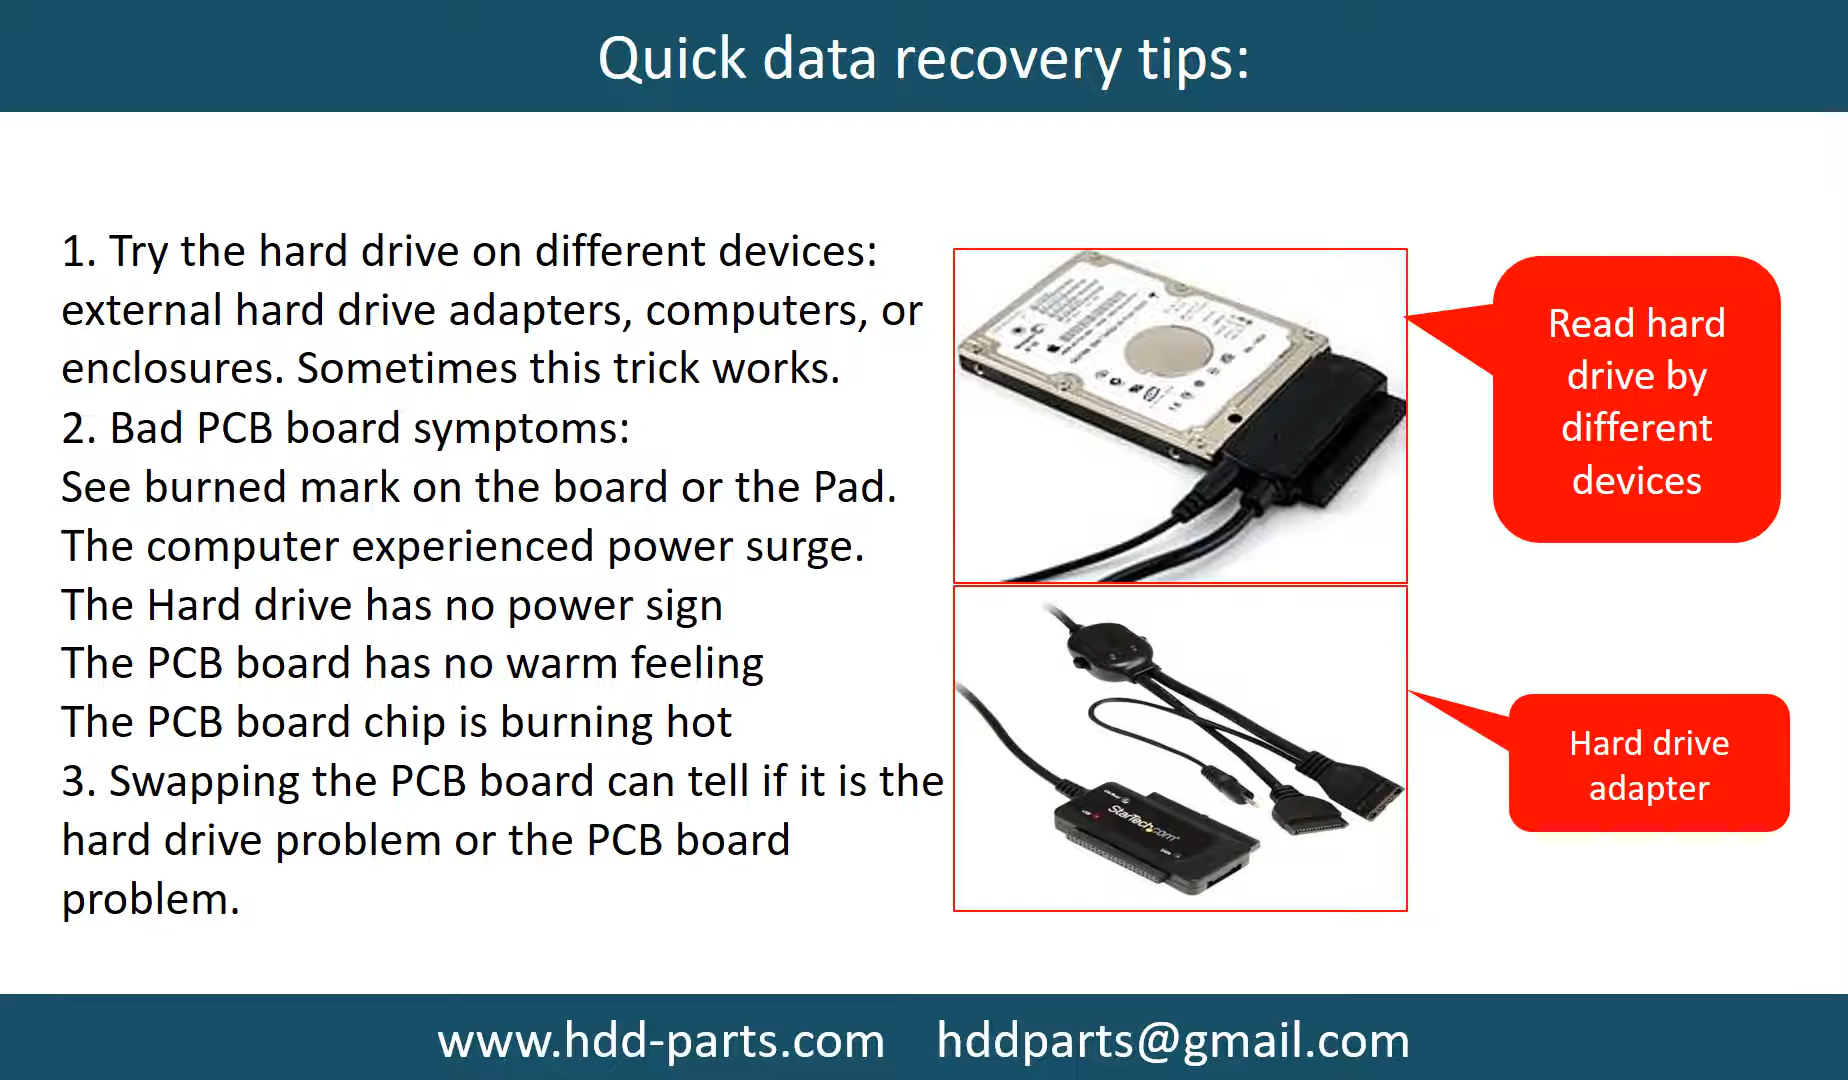 Quick data recovery tips:
1. Try the hard drive on different devices:
external hard drive adapters, computers, or
enclosures. Sometimes this trick works.
2. Bad PCB board symptoms:
See burned mark on the board or the Pad.
The computer experienced power surge.
The Hard drive has no power sign
The PCB board has no warm feeling
The PCB board chip is burning hot
3. Swapping the PCB board can tell if it is the
hard drive problem or the PCB board
problem.
Read hard
drive by
different
devices
StarTech.com
Hard drive
adapter
www.hdd-parts.com hddparts@gmail.com